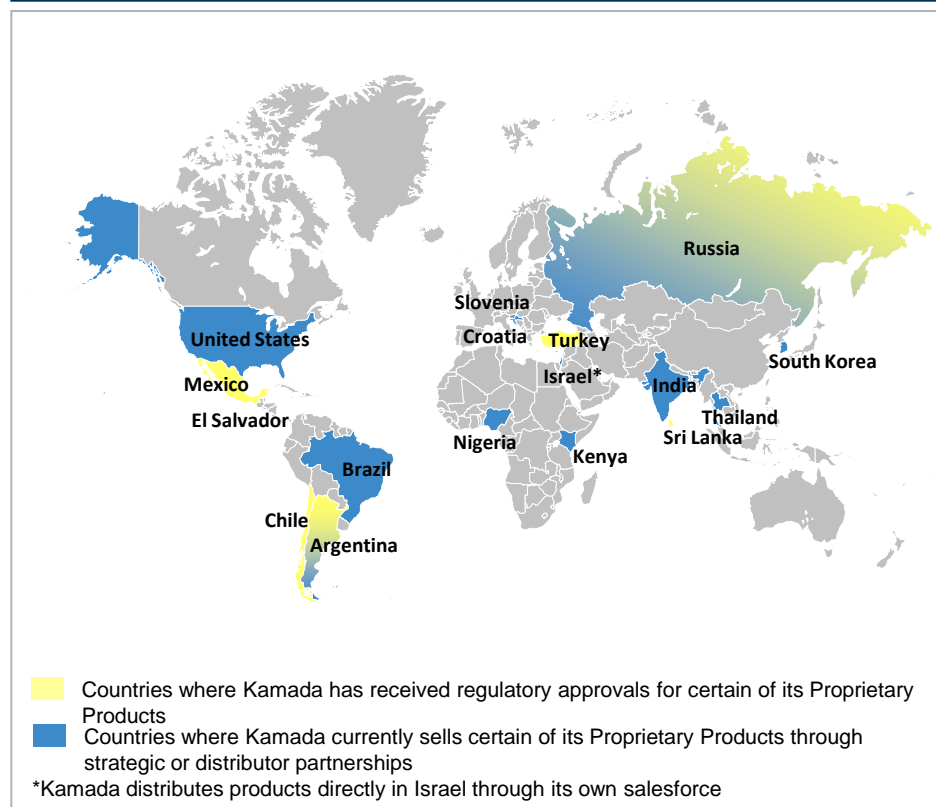 Russia
Slovenia
United States
Croatia
Turkey
South Korea
Israel*
Mexico
India
El Salvador
Thailand
Nigeria
Sri Lanka
Kenya
Brazil
Chile
Argentina
Countries where Kamada has received regulatory approvals for certain of its Proprietary
Products
Countries where Kamada currently sells certain of its Proprietary Products through
strategic or distributor partnerships
*Kamada distributes products directly in Israel through its own salesforce